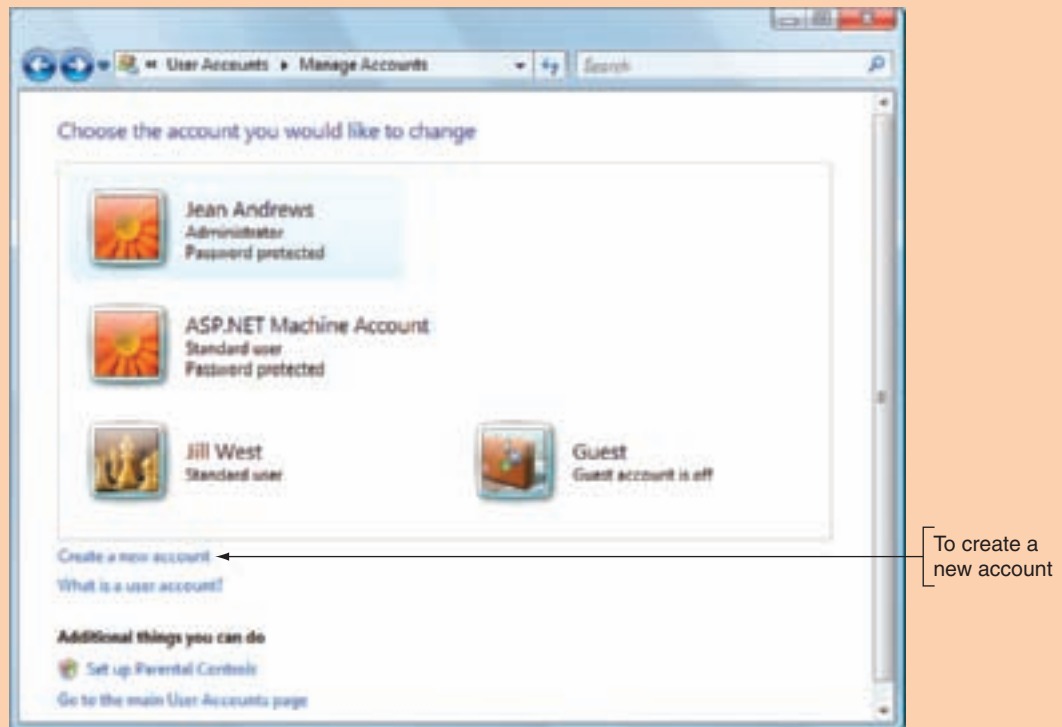 « User Accounts ▸ Manage Accounts
Search
Choose the account you would like to change
Jean Andrews
Administrator
Password protected
ASP.NET Machine Account
Standard user
Password protected
Jill West
Standard user
Guest
Guest account is off
Create a new account
To create a
new account
What is a user account?
Additional things you can do
Set up Parental Controls
Go to the main User Accounts page